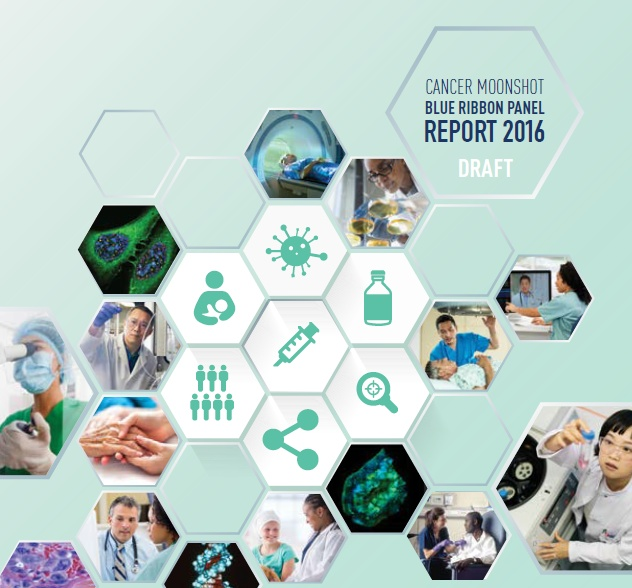 CANCER MOONSHOT
BLUE RIBBON PANEL
REPORT 2016
DRAFT